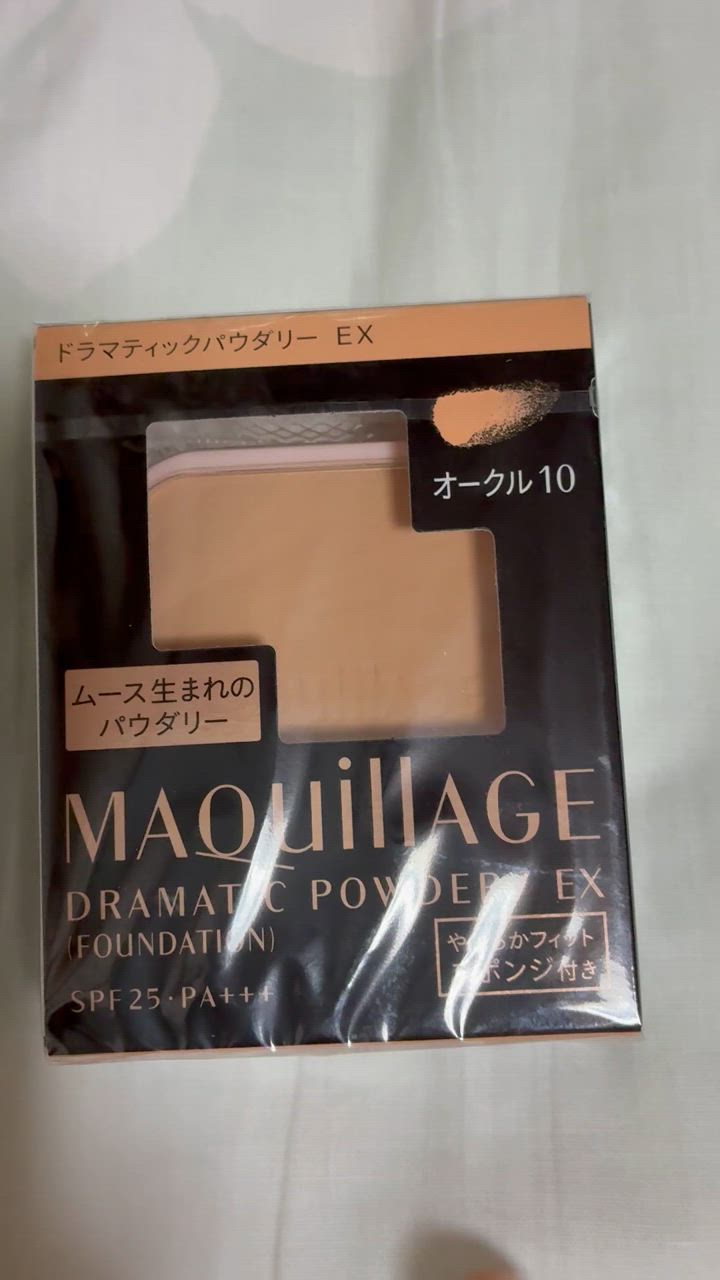 ドラマティックパウダリー EX
オークル10
ムース生まれの
パウダリー
MAQuillAGE
DRAMATIC POWDERY EX
(FOUNDATION)
SPF25・PA+++
やわらかフィット
スポンジ付き